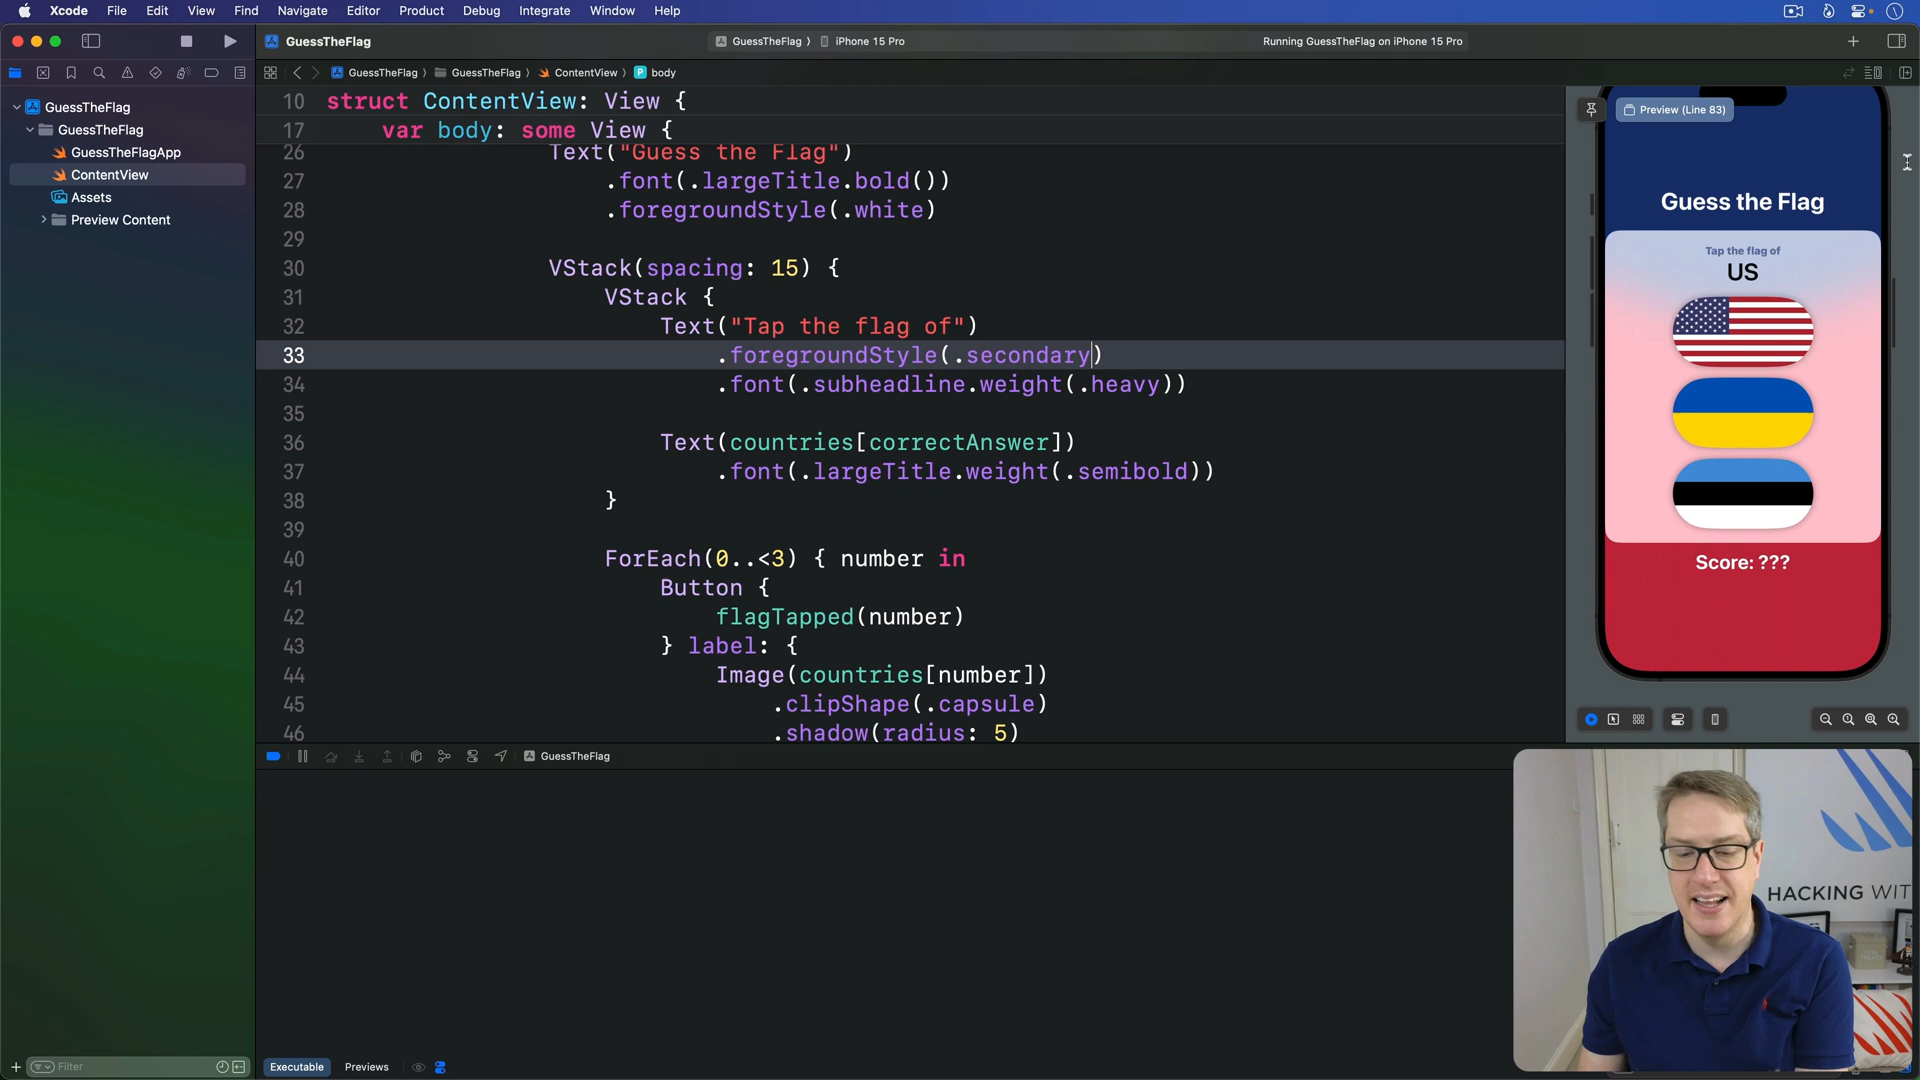 Xcode File Edit View Find Navigate Editor Product Debug Integrate Window Help
GuessTheFlag
GuessTheFlag iPhone 15 Pro
Running GuessTheFlag on iPhone 15 Pro
GuessTheFlag GuessTheFlag ContentView P body
GuessTheFlag
GuessTheFlag
GuessTheFlagApp
ContentView
Assets
Preview Content
10 struct ContentView: View {
17 var body: some View {
26 Text("Guess the Flag")
27 .font(.largeTitle.bold())
28 .foregroundStyle(.white)
29
30 VStack(spacing: 15) {
31 VStack {
32 Text("Tap the flag of")
33 .foregroundStyle(.secondary)
34 .font(.subheadline.weight(.heavy))
35
36 Text(countries[correctAnswer])
37 .font(.largeTitle.weight(.semibold))
38 }
39
40 ForEach(0..<3) { number in
41 Button {
42 flagTapped(number)
43 } label: {
44 Image(countries[number])
45 .clipShape(.capsule)
46 .shadow(radius: 5)
Preview (Line 83)
Guess the Flag
Tap the flag of
US
Score: ???
GuessTheFlag
HACKING WIT
Filter
Executable Previews